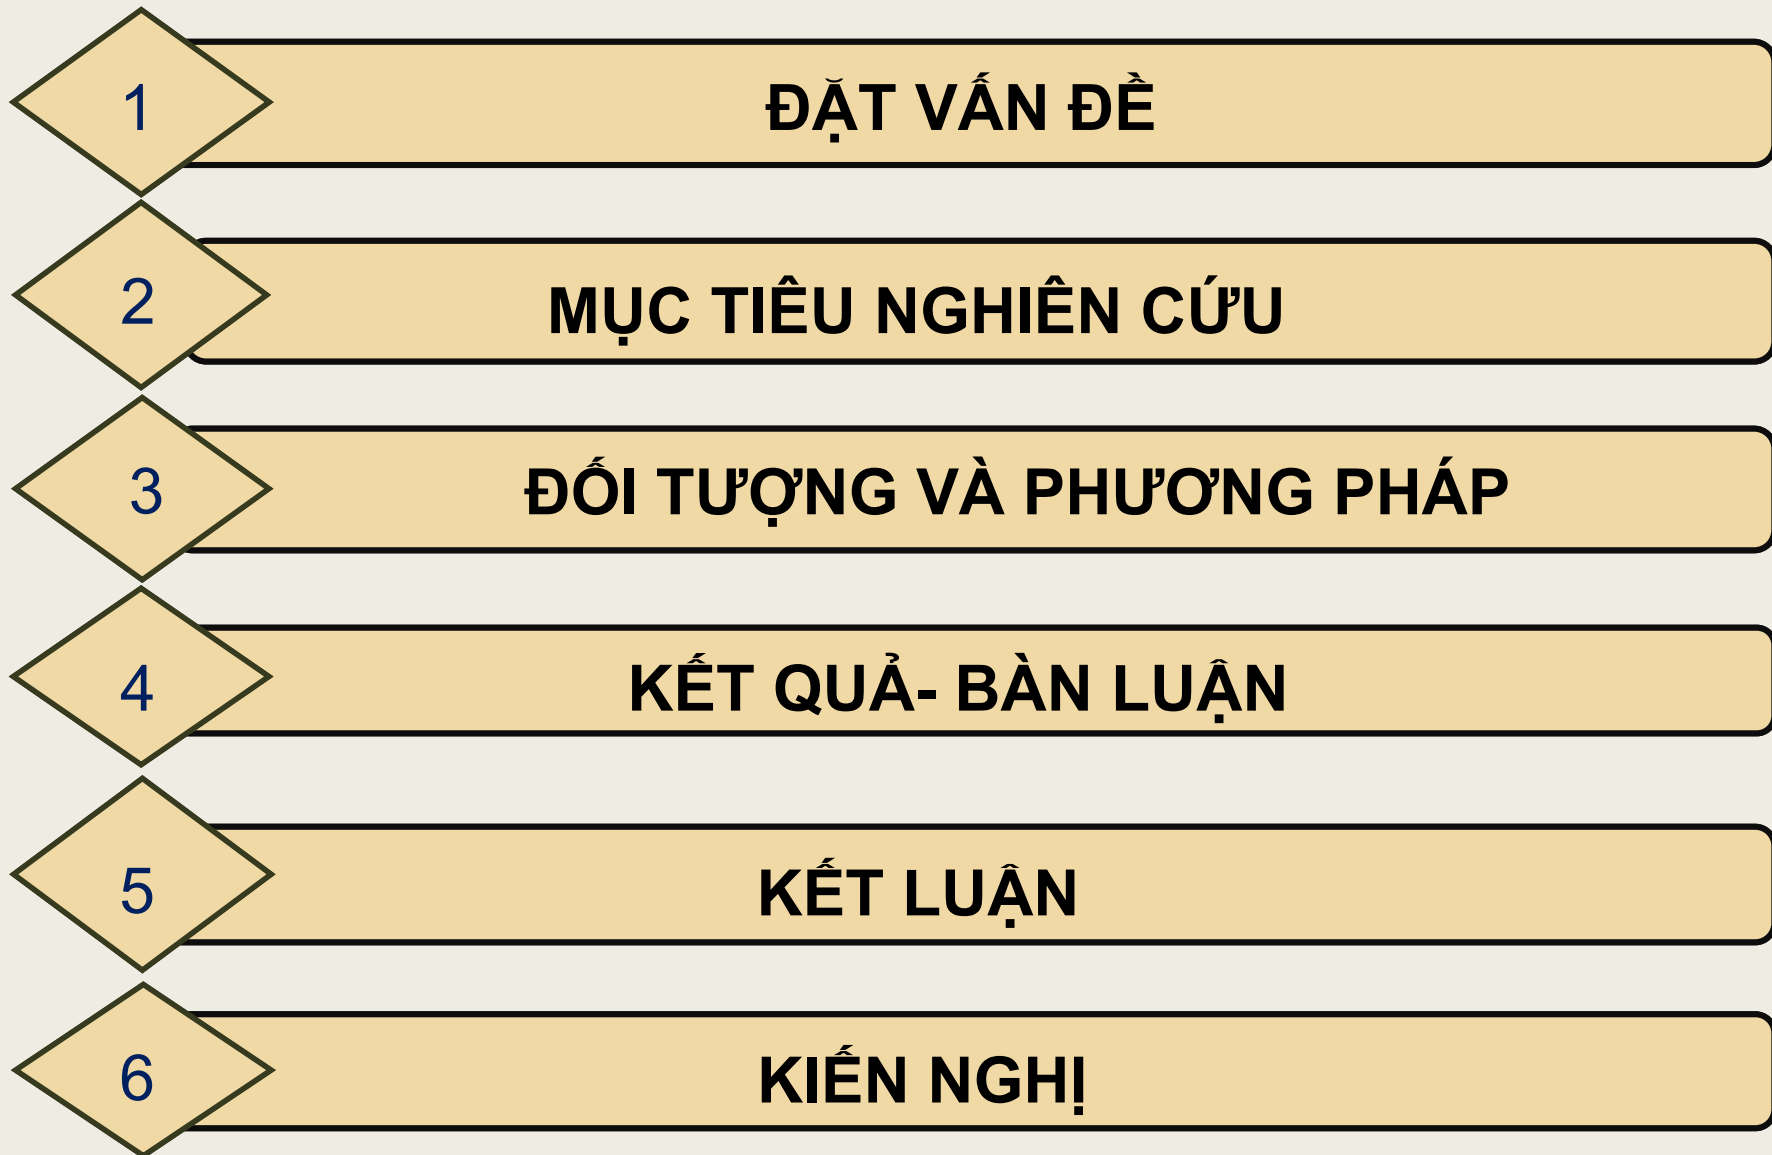 1
ĐẶT VẤN ĐỀ
2
MỤC TIÊU NGHIÊN CỨU
3
ĐỐI TƯỢNG VÀ PHƯƠNG PHÁP
4
KẾT QUẢ- BÀN LUẬN
5
KẾT LUẬN
6
KIẾN NGHỊ